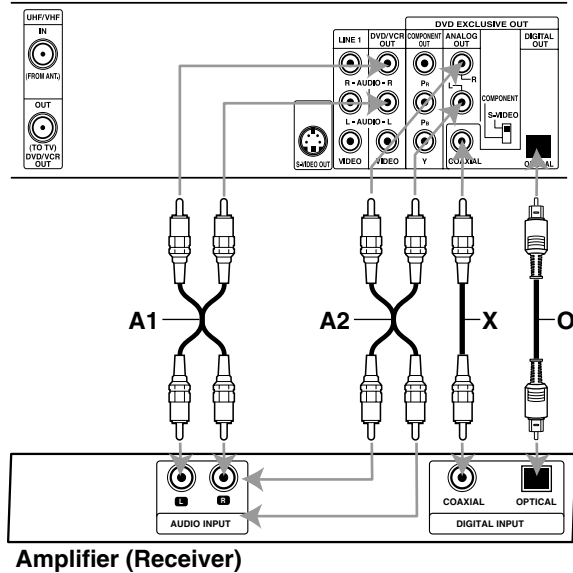 UHF/VHF
IN
(FROM ANT.)
OUT
(TO TV)
DVD/VCR
OUT
DVD EXCLUSIVE OUT
LINE 1
DVD/VCR
OUT
COMPONENT
OUT
ANALOG
OUT
DIGITAL
OUT
R - AUDIO - R
L - AUDIO - L
VIDEO
VIDEO
S-VIDEO OUT
PR
PB
Y
R
L
COAXIAL
COMPONENT
S-VIDEO
OPTICAL
A1
A2
X
O
L
R
AUDIO INPUT
COAXIAL
OPTICAL
DIGITAL INPUT
Amplifier (Receiver)